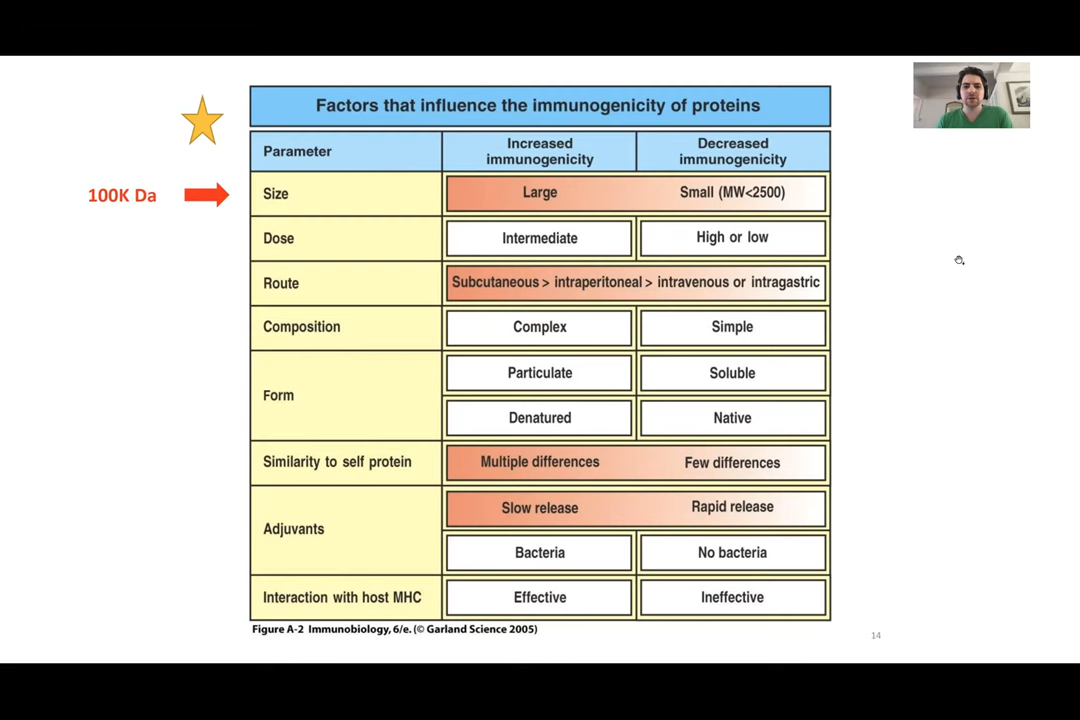 Factors that influence the immunogenicity of proteins
Parameter
Increased
immunogenicity
Decreased
immunogenicity
100K Da
Size
Large
Small (MW<2500)
Dose
Intermediate
High or low
Route
Subcutaneous > intraperitoneal > intravenous or intragastric
Composition
Complex
Simple
Form
Particulate
Soluble
Denatured
Native
Similarity to self protein
Multiple differences
Few differences
Adjuvants
Slow release
Rapid release
Bacteria
No bacteria
Interaction with host MHC
Effective
Ineffective
Figure A-2 Immunobiology, 6/e. (© Garland Science 2005)
14